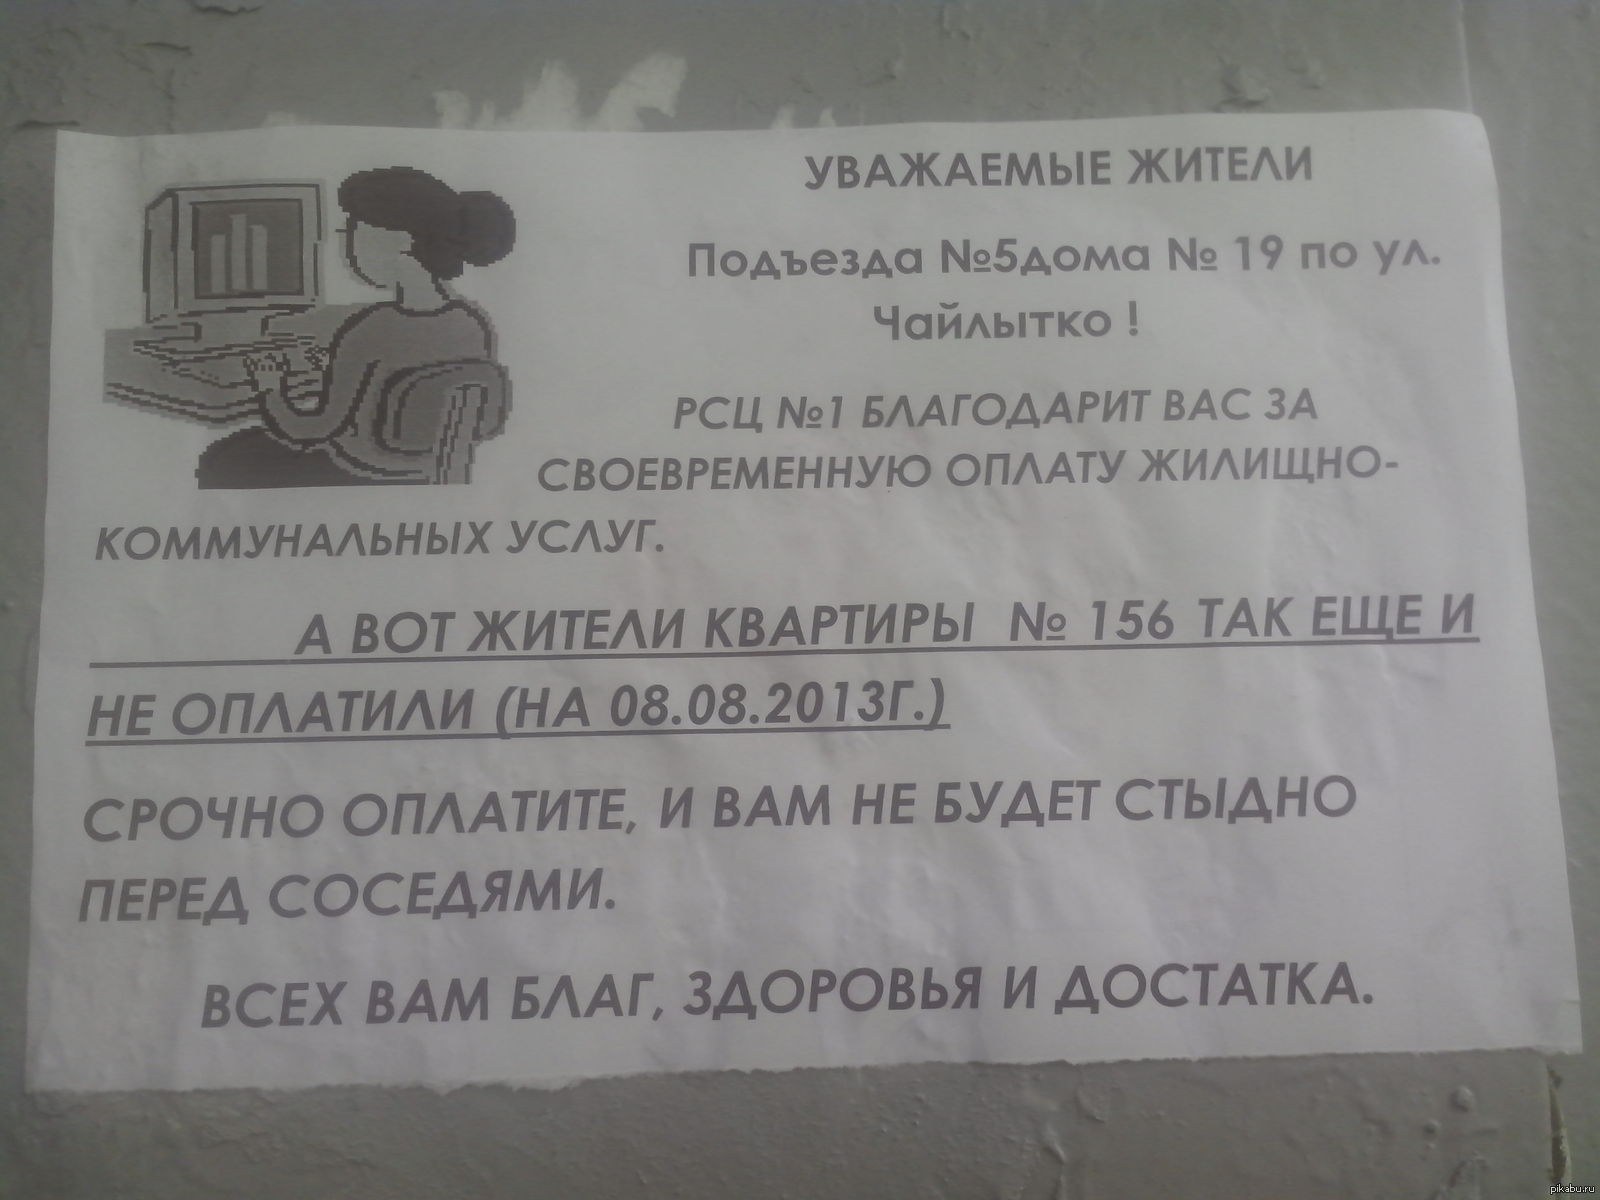 УВАЖАЕМЫЕ ЖИТЕЛИ
Подъезда №5дома № 19 по ул.
Чайлытко !
РСЦ №1 БЛАГОДАРИТ ВАС ЗА
СВОЕВРЕМЕННУЮ ОПЛАТУ ЖИЛИЩНО-
КОММУНАЛЬНЫХ УСЛУГ.
А ВОТ ЖИТЕЛИ КВАРТИРЫ № 156 ТАК ЕЩЕ И
НЕ ОПЛАТИЛИ (НА 08.08.2013Г.)
СРОЧНО ОПЛАТИТЕ, И ВАМ НЕ БУДЕТ СТЫДНО
ПЕРЕД СОСЕДЯМИ.
ВСЕХ ВАМ БЛАГ, ЗДОРОВЬЯ И ДОСТАТКА.
pikabu.ru